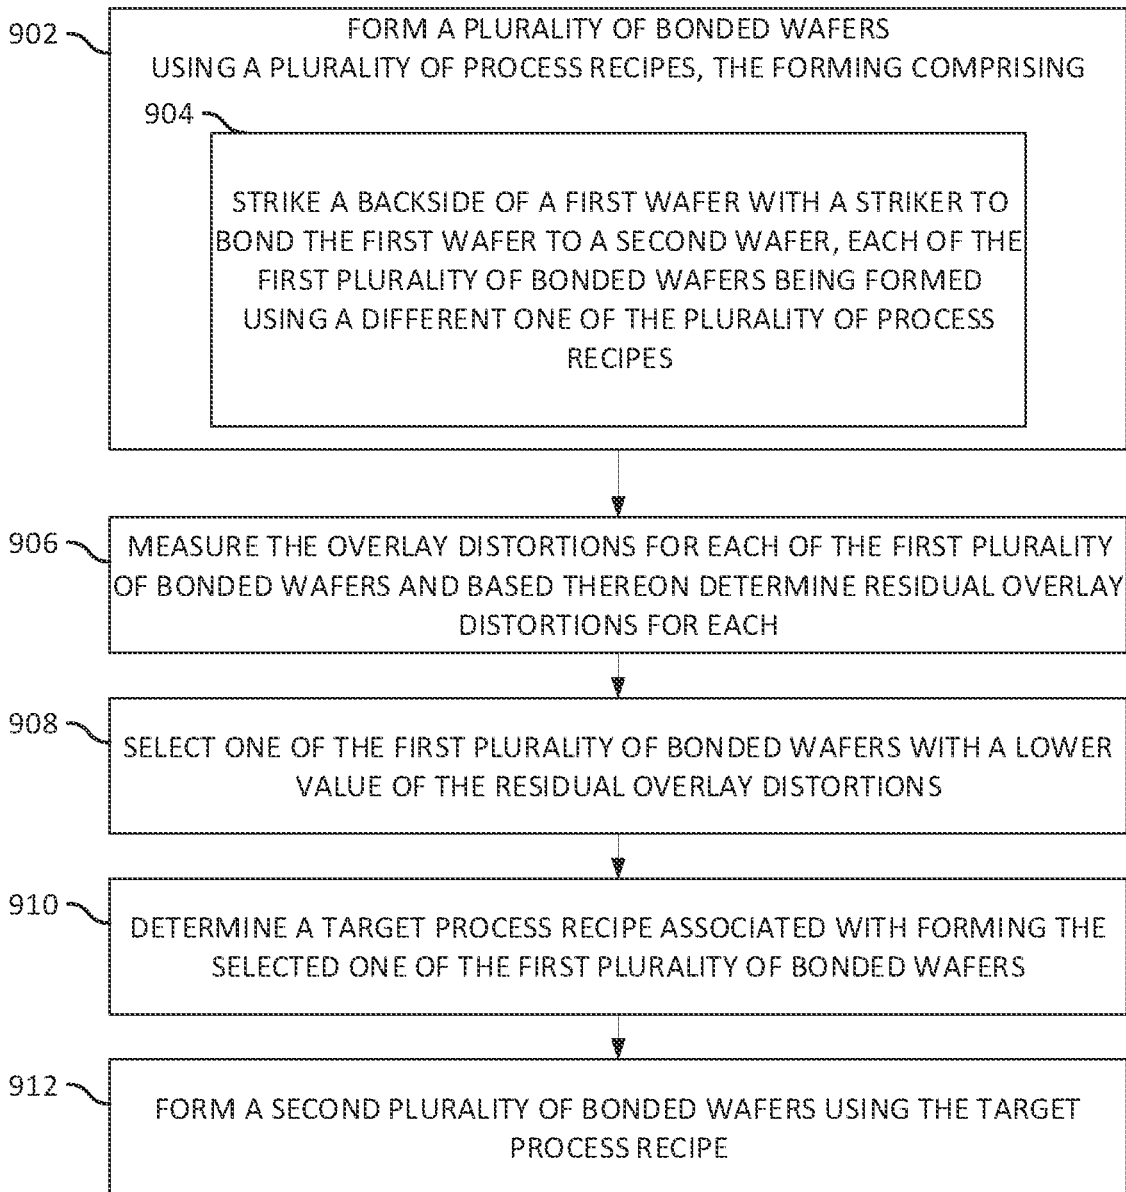 902
FORM A PLURALITY OF BONDED WAFERS
USING A PLURALITY OF PROCESS RECIPES, THE FORMING COMPRISING
904
STRIKE A BACKSIDE OF A FIRST WAFER WITH A STRIKER TO
BOND THE FIRST WAFER TO A SECOND WAFER, EACH OF THE
FIRST PLURALITY OF BONDED WAFERS BEING FORMED
USING A DIFFERENT ONE OF THE PLURALITY OF PROCESS
RECIPES
906
MEASURE THE OVERLAY DISTORTIONS FOR EACH OF THE FIRST PLURALITY
OF BONDED WAFERS AND BASED THEREON DETERMINE RESIDUAL OVERLAY
DISTORTIONS FOR EACH
908
SELECT ONE OF THE FIRST PLURALITY OF BONDED WAFERS WITH A LOWER
VALUE OF THE RESIDUAL OVERLAY DISTORTIONS
910
DETERMINE A TARGET PROCESS RECIPE ASSOCIATED WITH FORMING THE
SELECTED ONE OF THE FIRST PLURALITY OF BONDED WAFERS
912
FORM A SECOND PLURALITY OF BONDED WAFERS USING THE TARGET
PROCESS RECIPE